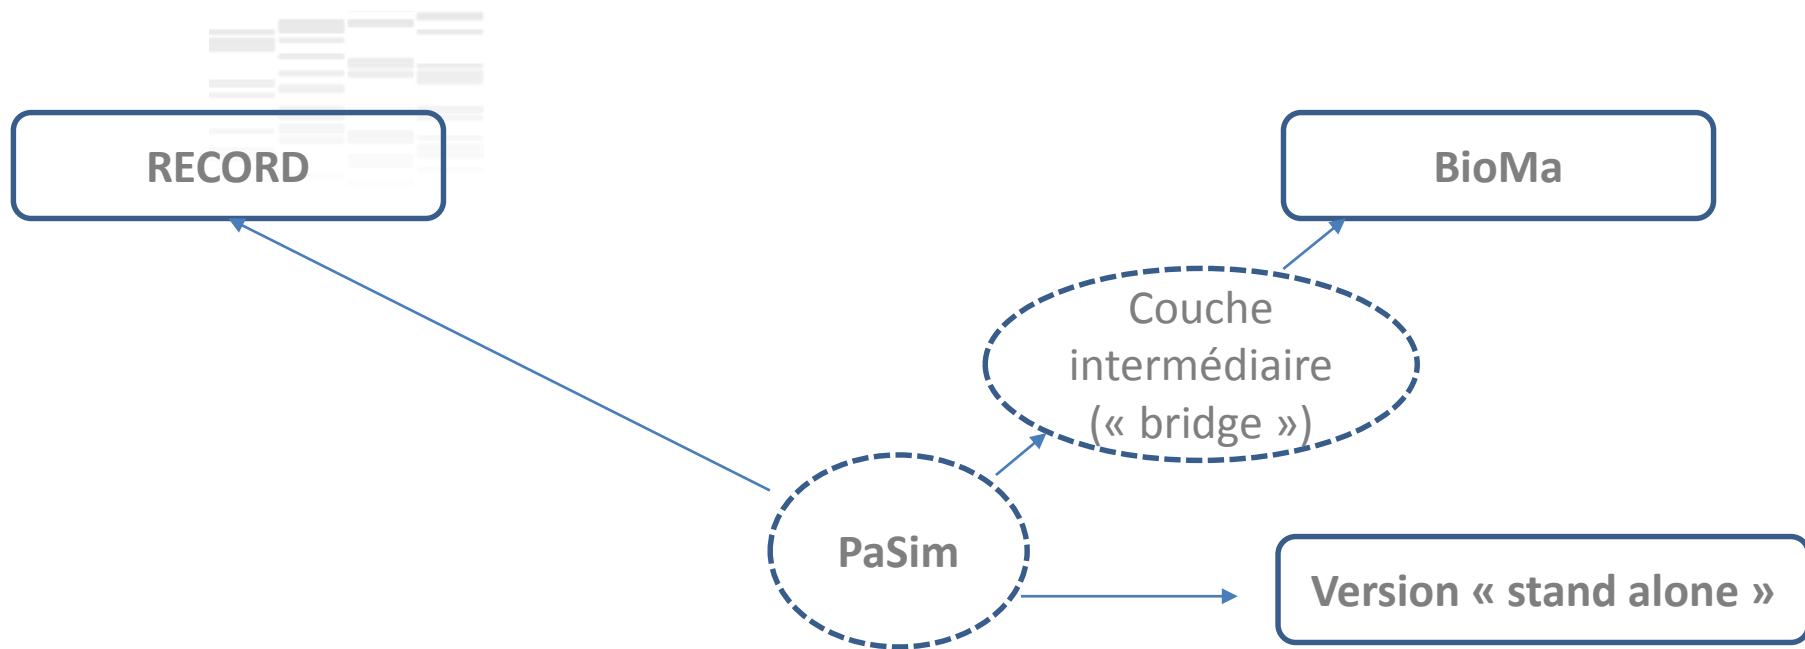 RECORD
BioMa
Couche
intermédiaire
(« bridge »)
PaSim
Version « stand alone »